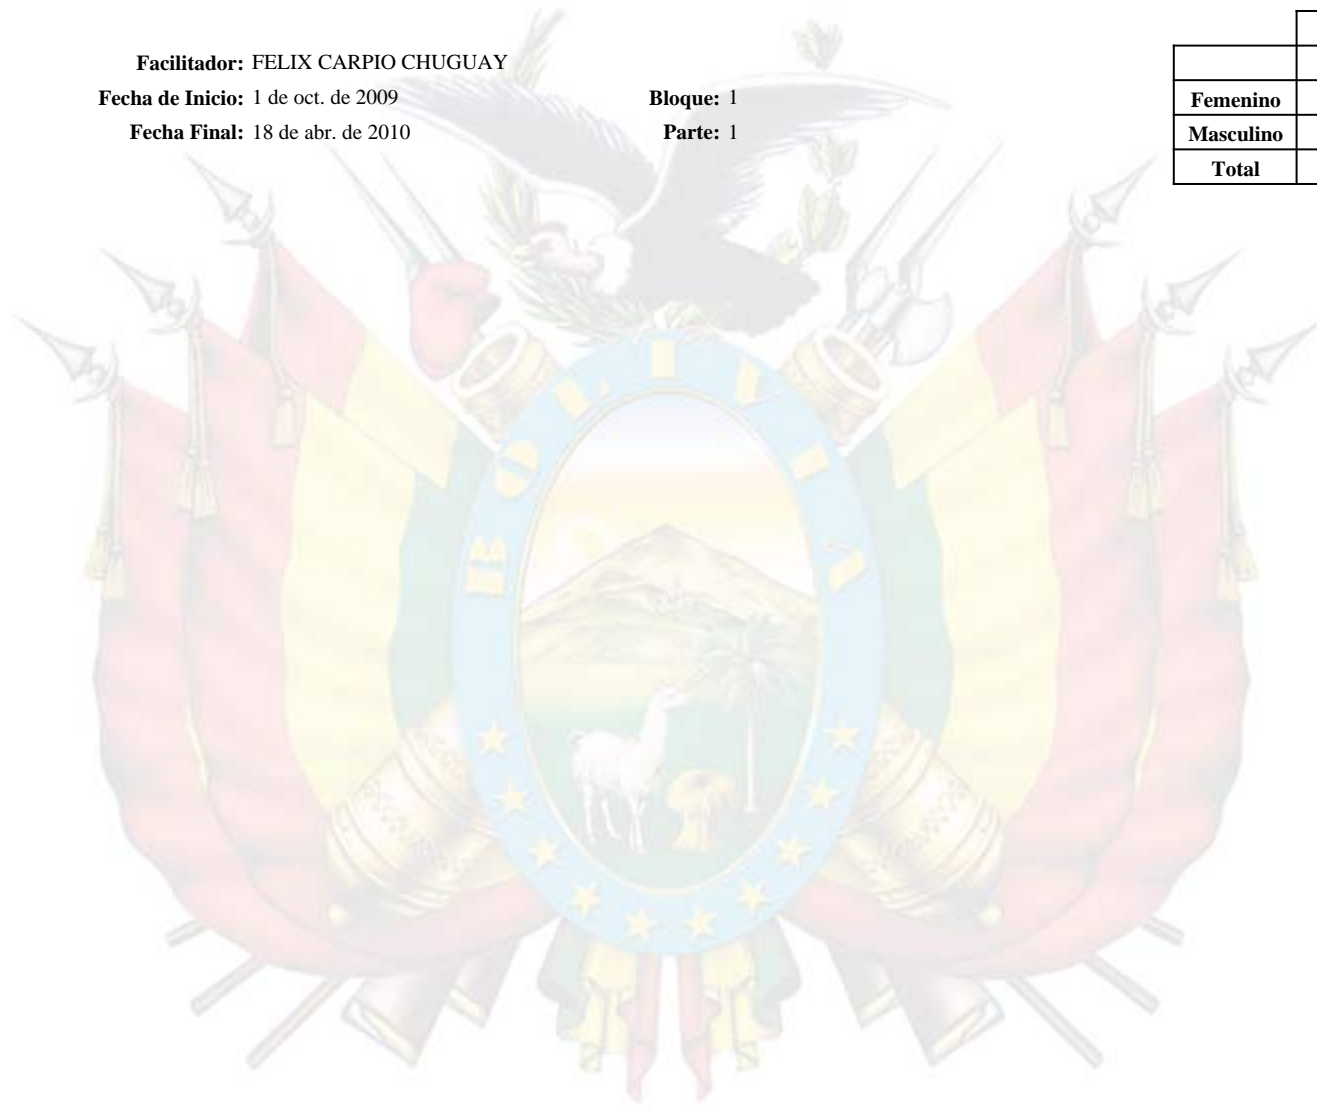 Facilitador: FELIX CARPIO CHUGUAY
Fecha de Inicio: 1 de oct. de 2009 Bloque: 1
Fecha Final: 18 de abr. de 2010 Parte: 1
Femenino
Masculino
Total
BOLIVIA